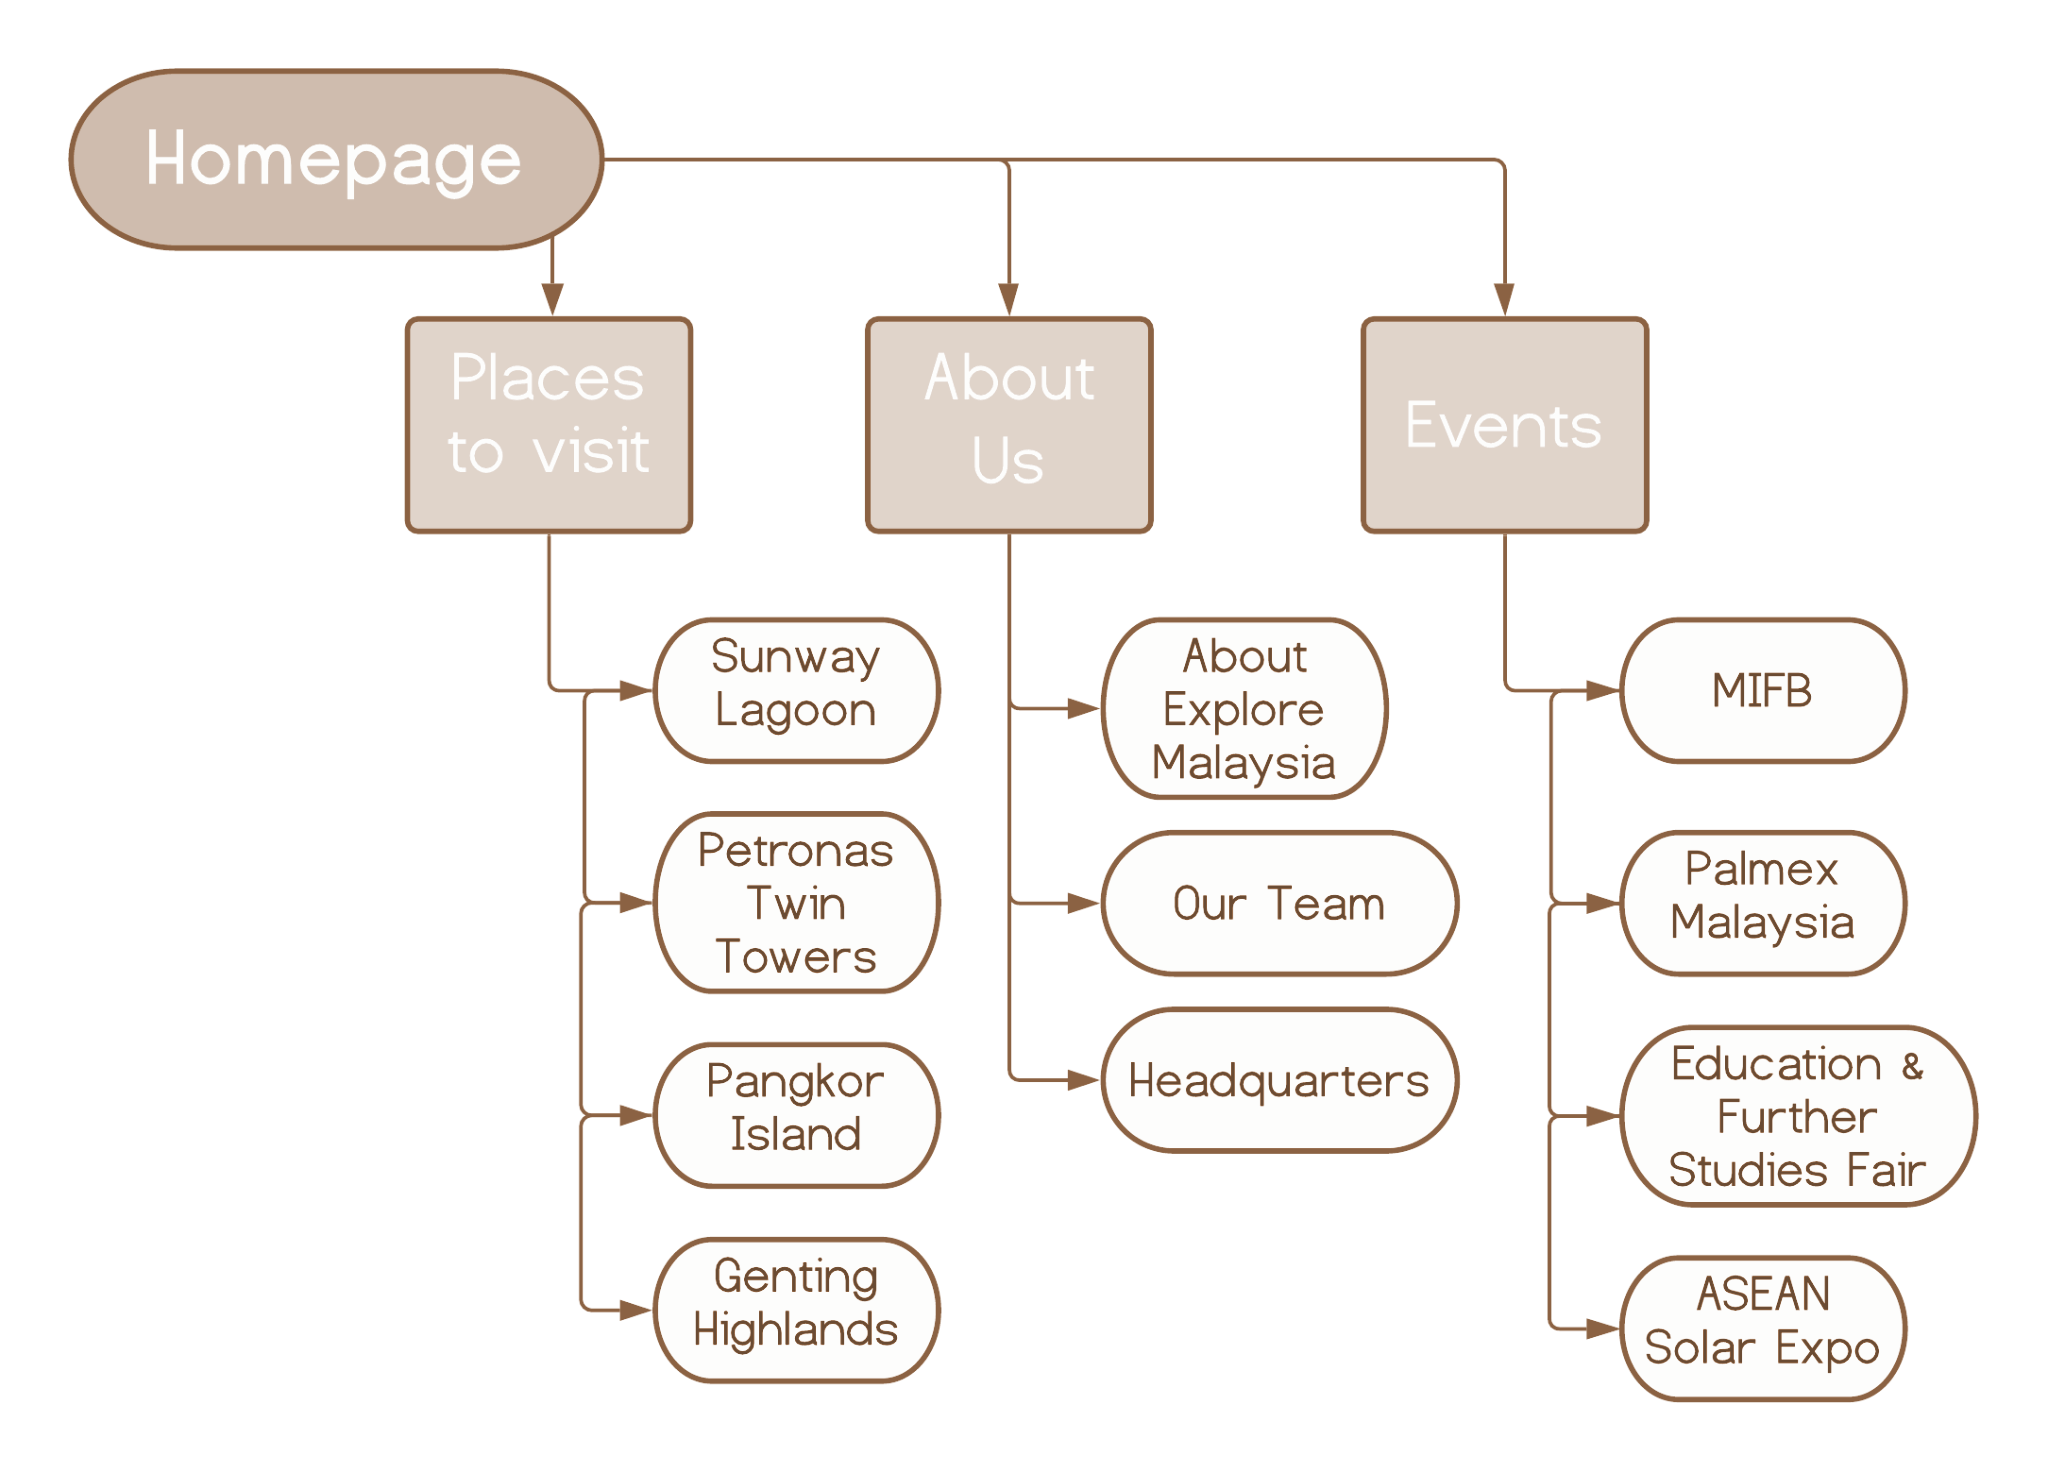 Homepage
Places
to visit
About
Us
Events
Sunway
Lagoon
Petronas
Twin
Towers
Pangkor
Island
Genting
Highlands
About
Explore
Malaysia
Our Team
Headquarters
MIFB
Palmex
Malaysia
Education &
Further
Studies Fair
ASEAN
Solar Expo